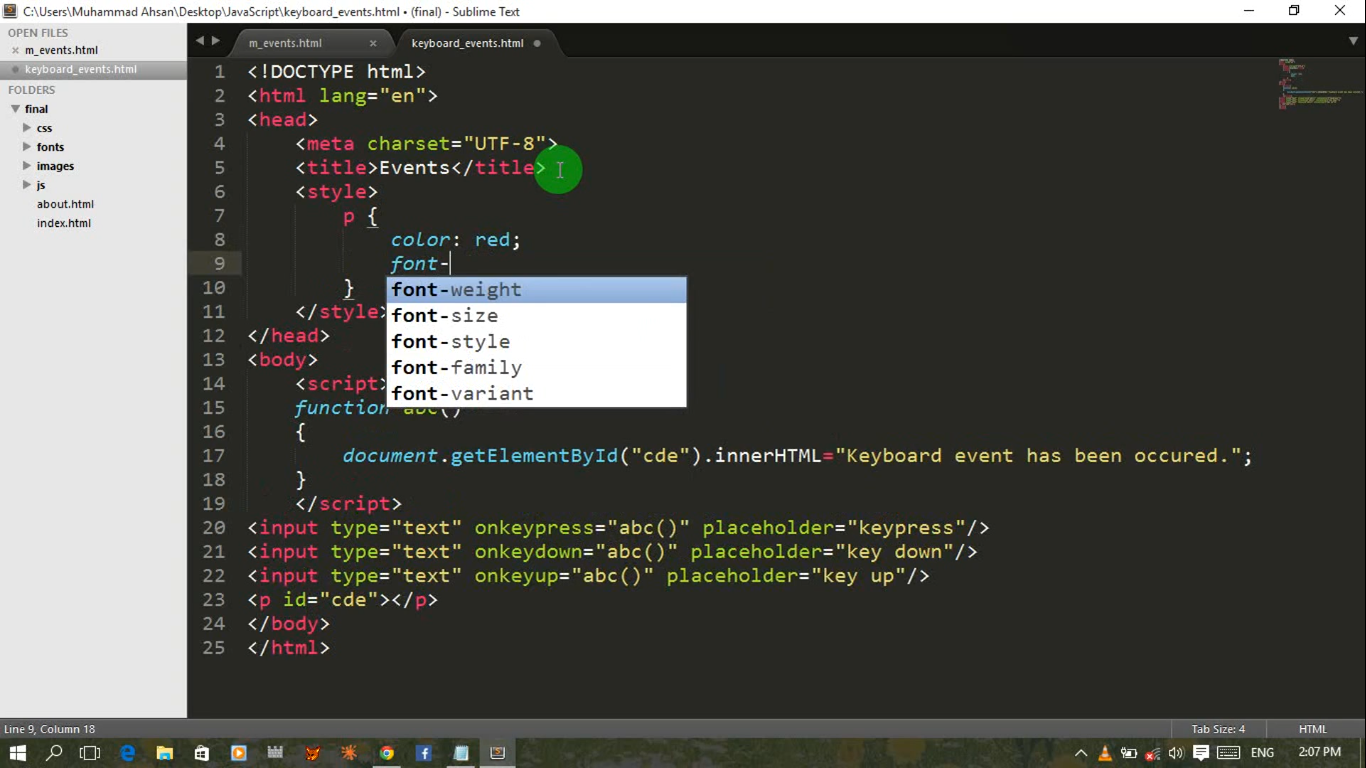 C:\Users\Muhammad Ahsan\Desktop\JavaScript\keyboard_events.html • (final) - Sublime Text
OPEN FILES
m_events.html
keyboard_events.html
FOLDERS
final
css
fonts
images
js
about.html
index.html
m_events.html × keyboard_events.html
1 <!DOCTYPE html>
2 <html lang="en">
3 <head>
4 <meta charset="UTF-8">
5 <title>Events</title>
6 <style>
7 p {
8 color: red;
9 font-
10 }
11 </style>
12 </head>
13 <body>
14 <script>
15 function abc()
16 {
17 document.getElementById("cde").innerHTML="Keyboard event has been occured.";
18 }
19 </script>
20 <input type="text" onkeypress="abc()" placeholder="keypress"/>
21 <input type="text" onkeydown="abc()" placeholder="key down"/>
22 <input type="text" onkeyup="abc()" placeholder="key up"/>
23 <p id="cde"></p>
24 </body>
25 </html>
font-weight
font-size
font-style
font-family
font-variant
Line 9, Column 18
Tab Size: 4
HTML
ENG
2:07 PM